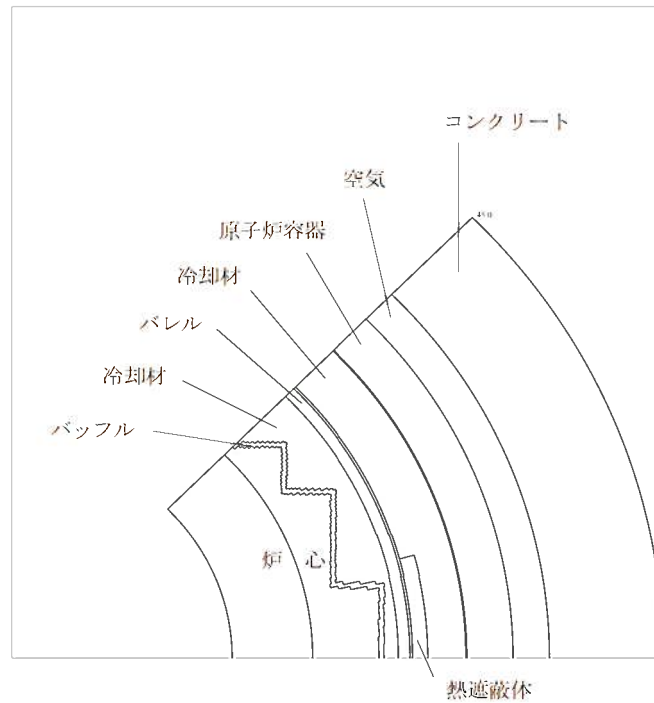 コンクリート
空気
原子炉容器
冷却材
バレル
冷却材
バッフル
炉 心
熱遮蔽体